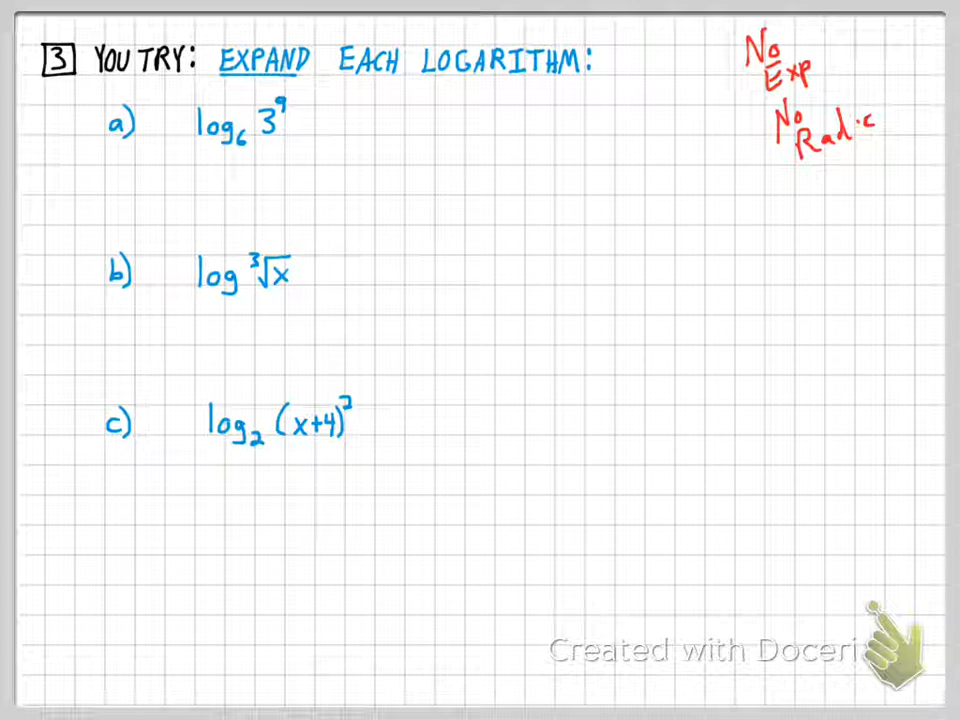 3 YOU TRY: EXPAND EACH LOGARITHM:
No
Exp
No
Radic
a) log₆ 3⁹
b) log ³√x
c) log₂ (x+4)²
Created with Doceri